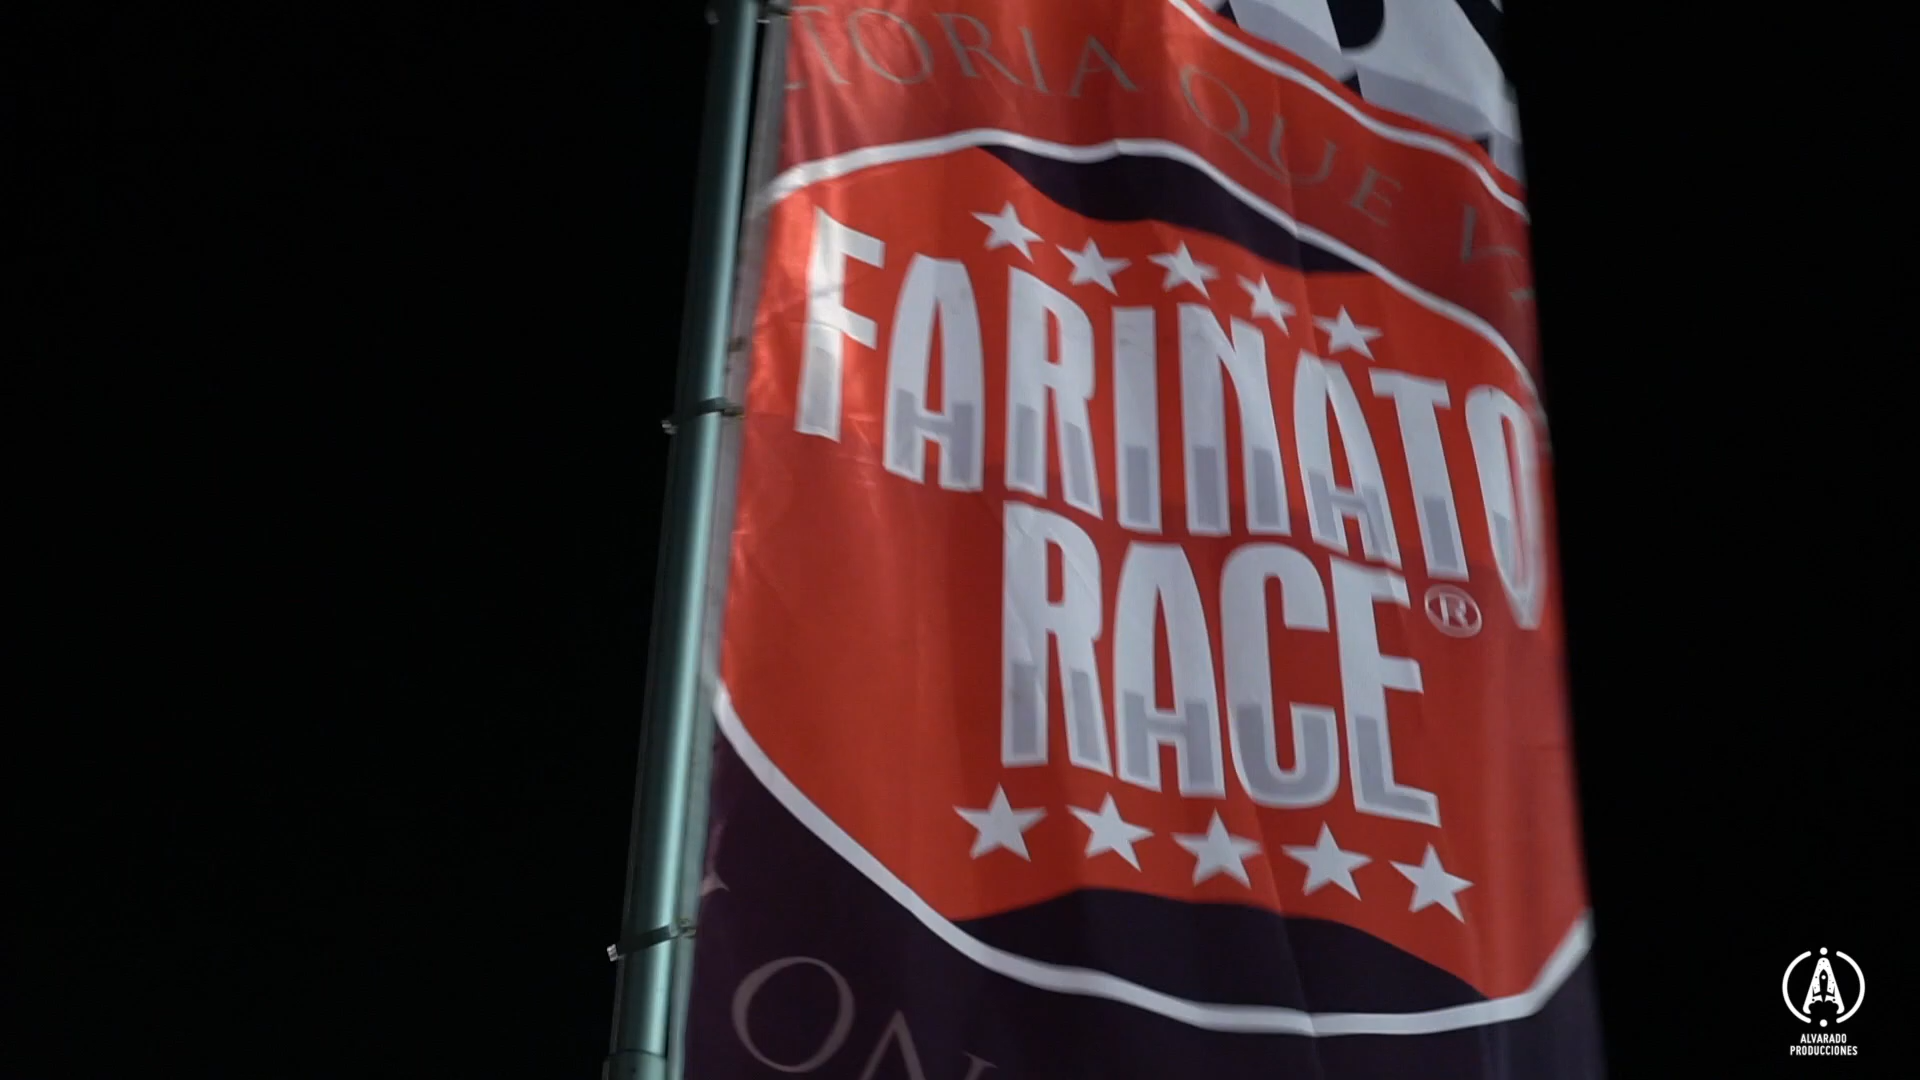 TORIA QUE V
FARINATO
RACE®
ON
ALVARADO
PRODUCCIONES